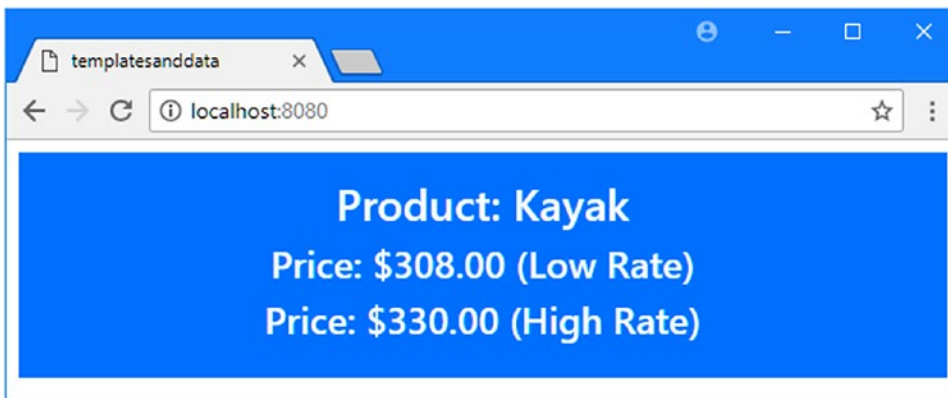 templatesanddata
localhost:8080
Product: Kayak
Price: $308.00 (Low Rate)
Price: $330.00 (High Rate)